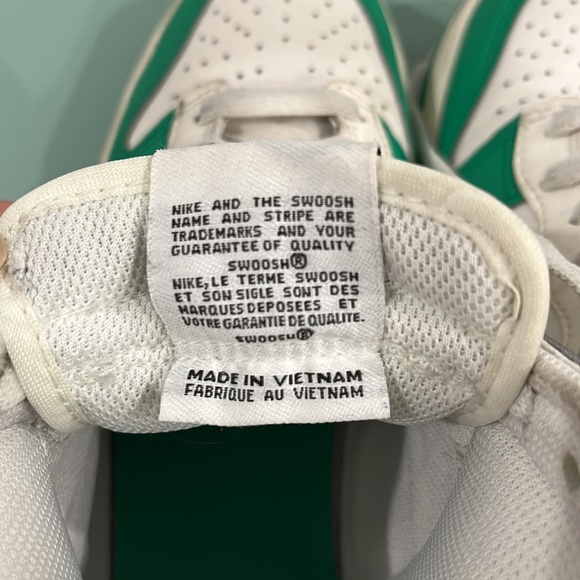 NIKE AND THE SWOOSH
NAME AND STRIPE ARE
TRADEMARKS AND YOUR
GUARANTEE OF QUALITY
SWOOSH®
NIKE, LE TERME SWOOSH
ET SON SIGLE SONT DES
MARQUES DEPOSEES ET
VOTRE GARANTIE DE QUALITE.
SWOOSH®
MADE IN VIETNAM
FABRIQUE AU VIETNAM